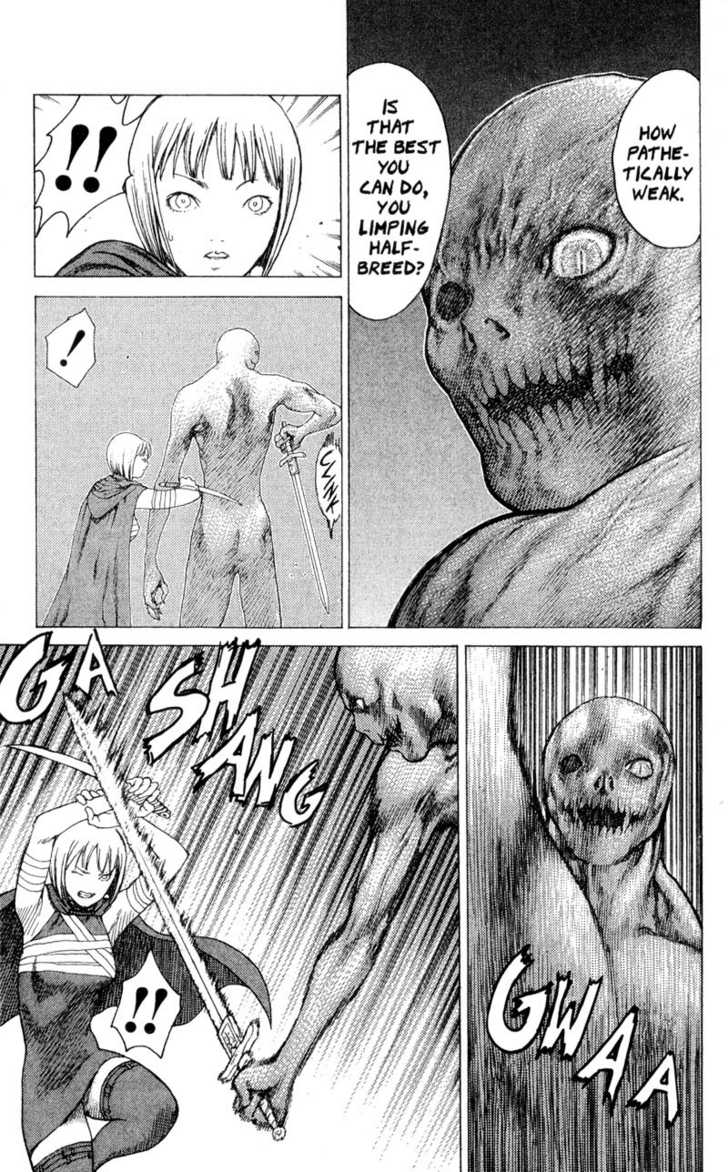 HOW
PATHE-
TICALLY
WEAK.
IS
THAT
THE BEST
YOU
CAN DO,
YOU
LIMPING
HALF-
BREED?
!!
!
CLINK
GWAA
GA
SHANG
!!